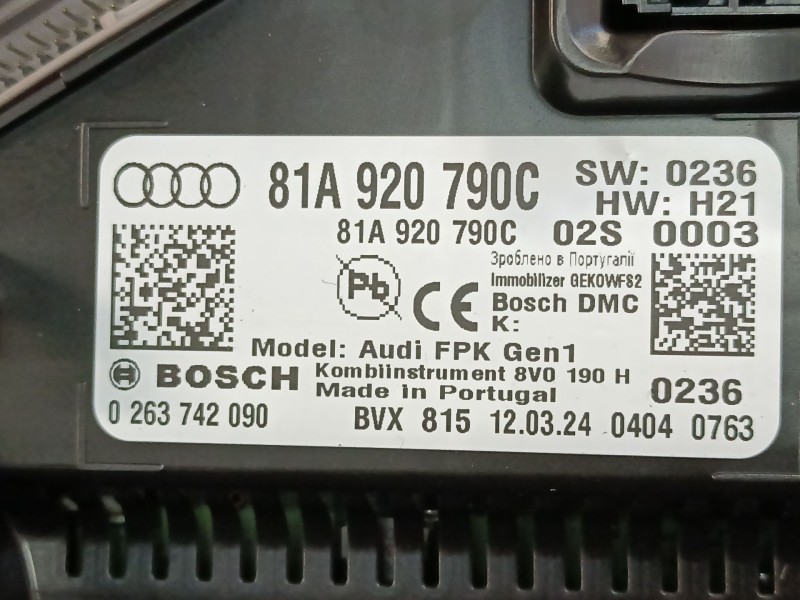 81A 920 790C SW: 0236
HW: H21
81A 920 790C 02S 0003
Зроблено в Португалії
Immobilizer GEKOWFS2
Pb CE Bosch DMC
K:
Model: Audi FPK Gen1
BOSCH Kombiinstrument 8V0 190 H
Made in Portugal 0236
0 263 742 090 BVX 815 12.03.24 0404 0763